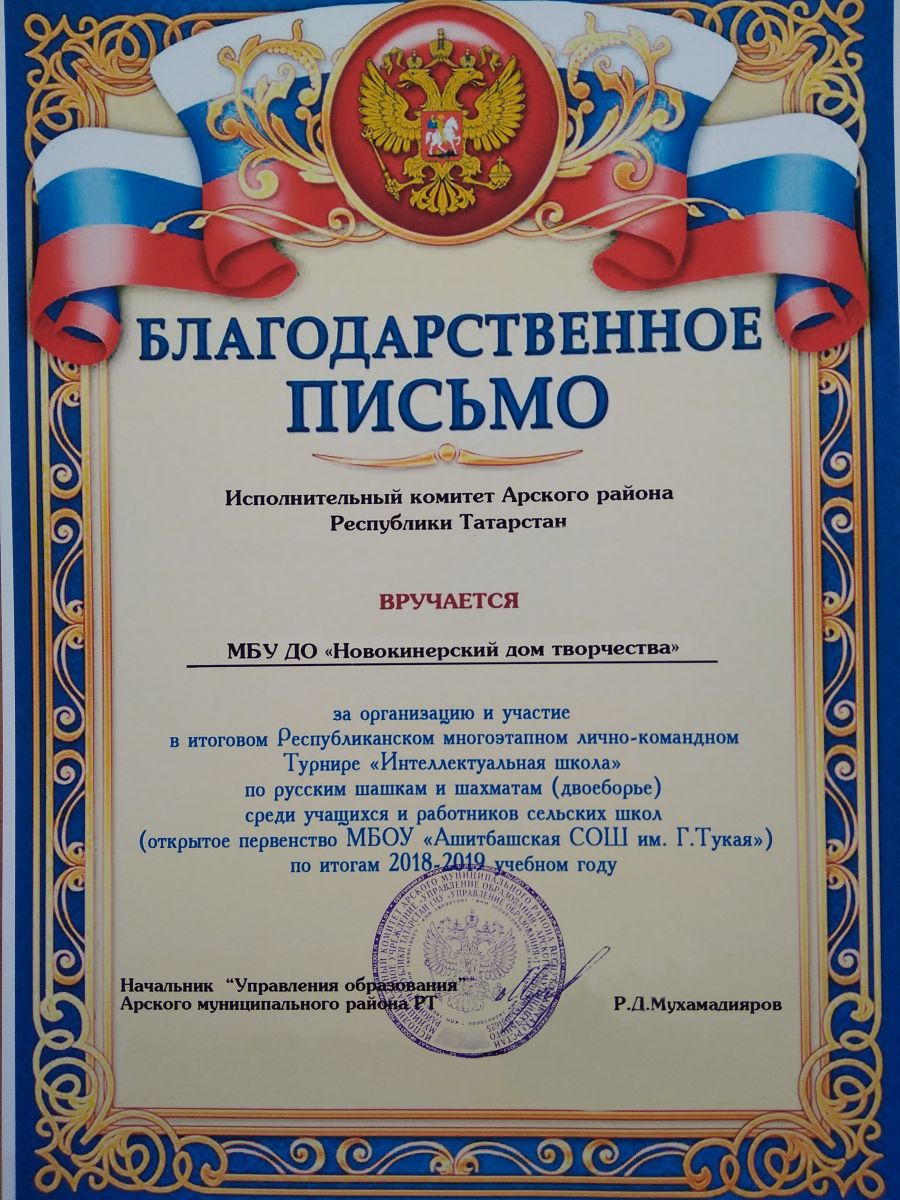 БЛАГОДАРСТВЕННОЕ
ПИСЬМО
Исполнительный комитет Арского района
Республики Татарстан
ВРУЧАЕТСЯ
МБУ ДО «Новокинерский дом творчества»
за организацию и участие
в итоговом Республиканском многоэтапном лично-командном
Турнире «Интеллектуальная школа»
по русским шашкам и шахматам (двоеборье)
среди учащихся и работников сельских школ
(открытое первенство МБОУ «Ашитбашская СОШ им. Г.Тукая»)
по итогам 2018-2019 учебном году
Начальник “Управления образования”
Арского муниципального района РТ
Р.Д.Мухамадияров